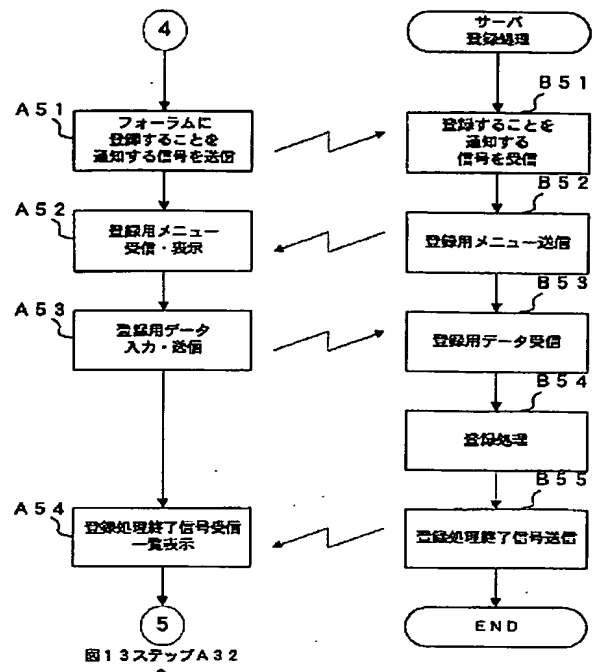 4
サーバ
登録処理
A51
フォーラムに
登録することを
通知する信号を送信
B51
登録することを
通知する
信号を受信
A52
登録用メニュー
受信・表示
B52
登録用メニュー送信
A53
登録用データ
入力・送信
B53
登録用データ受信
B54
登録処理
A54
登録処理終了信号受信
一覧表示
B55
登録処理終了信号送信
5
図13ステップA32
END